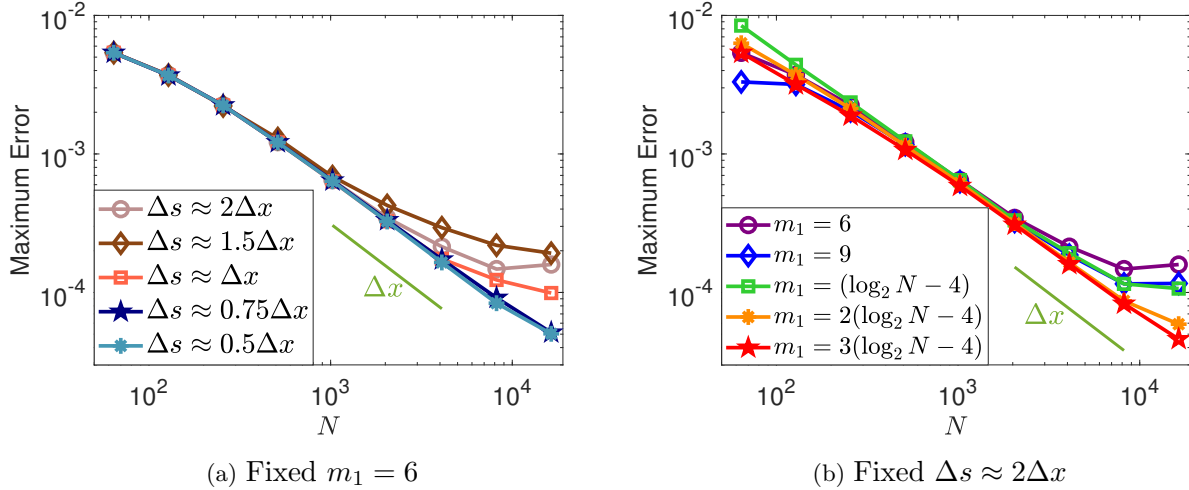 10^{-2}
10^{-3}
10^{-4}
Maximum Error
Δs ≈ 2Δx
Δs ≈ 1.5Δx
Δs ≈ Δx
Δs ≈ 0.75Δx
Δs ≈ 0.5Δx
Δx
10^2 10^3 10^4
N
(a) Fixed m_1 = 6
10^{-2}
10^{-3}
10^{-4}
Maximum Error
m_1 = 6
m_1 = 9
m_1 = (log_2 N − 4)
m_1 = 2(log_2 N − 4)
m_1 = 3(log_2 N − 4)
Δx
10^2 10^3 10^4
N
(b) Fixed Δs ≈ 2Δx